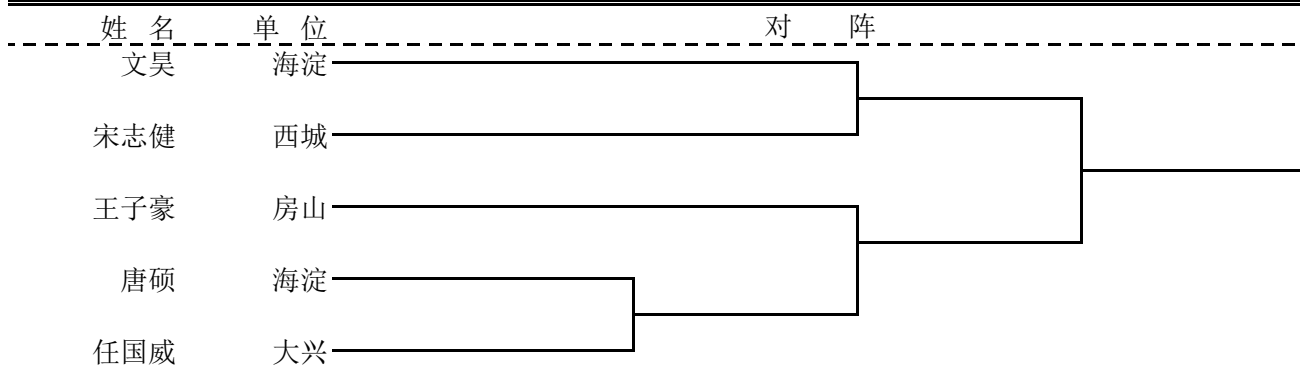 姓 名 单 位 对 阵
文昊 海淀
宋志健 西城
王子豪 房山
唐硕 海淀
任国威 大兴